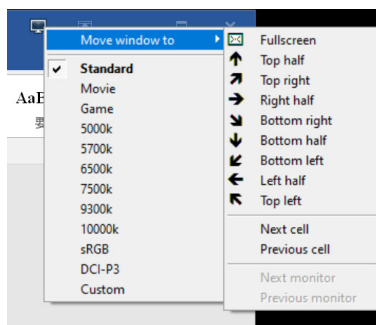 Move window to
Standard
Movie
Game
5000k
5700k
6500k
7500k
9300k
10000k
sRGB
DCI-P3
Custom
Fullscreen
Top half
Top right
Right half
Bottom right
Bottom half
Bottom left
Left half
Top left
Next cell
Previous cell
Next monitor
Previous monitor